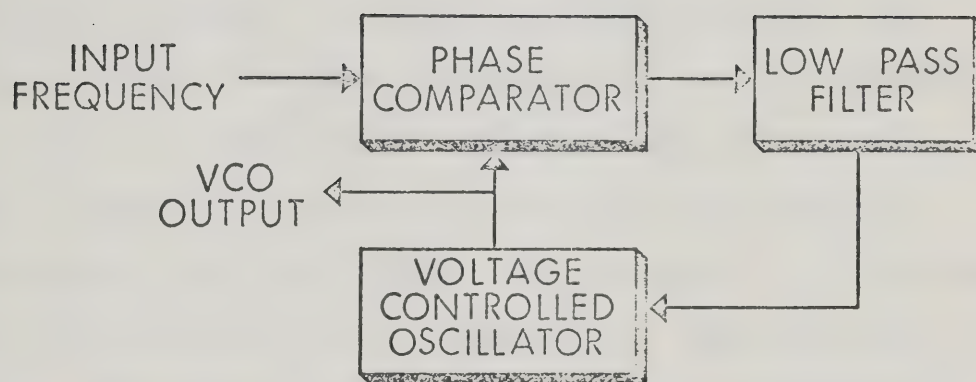 INPUT
FREQUENCY
PHASE
COMPARATOR
LOW PASS
FILTER
VCO
OUTPUT
VOLTAGE
CONTROLLED
OSCILLATOR